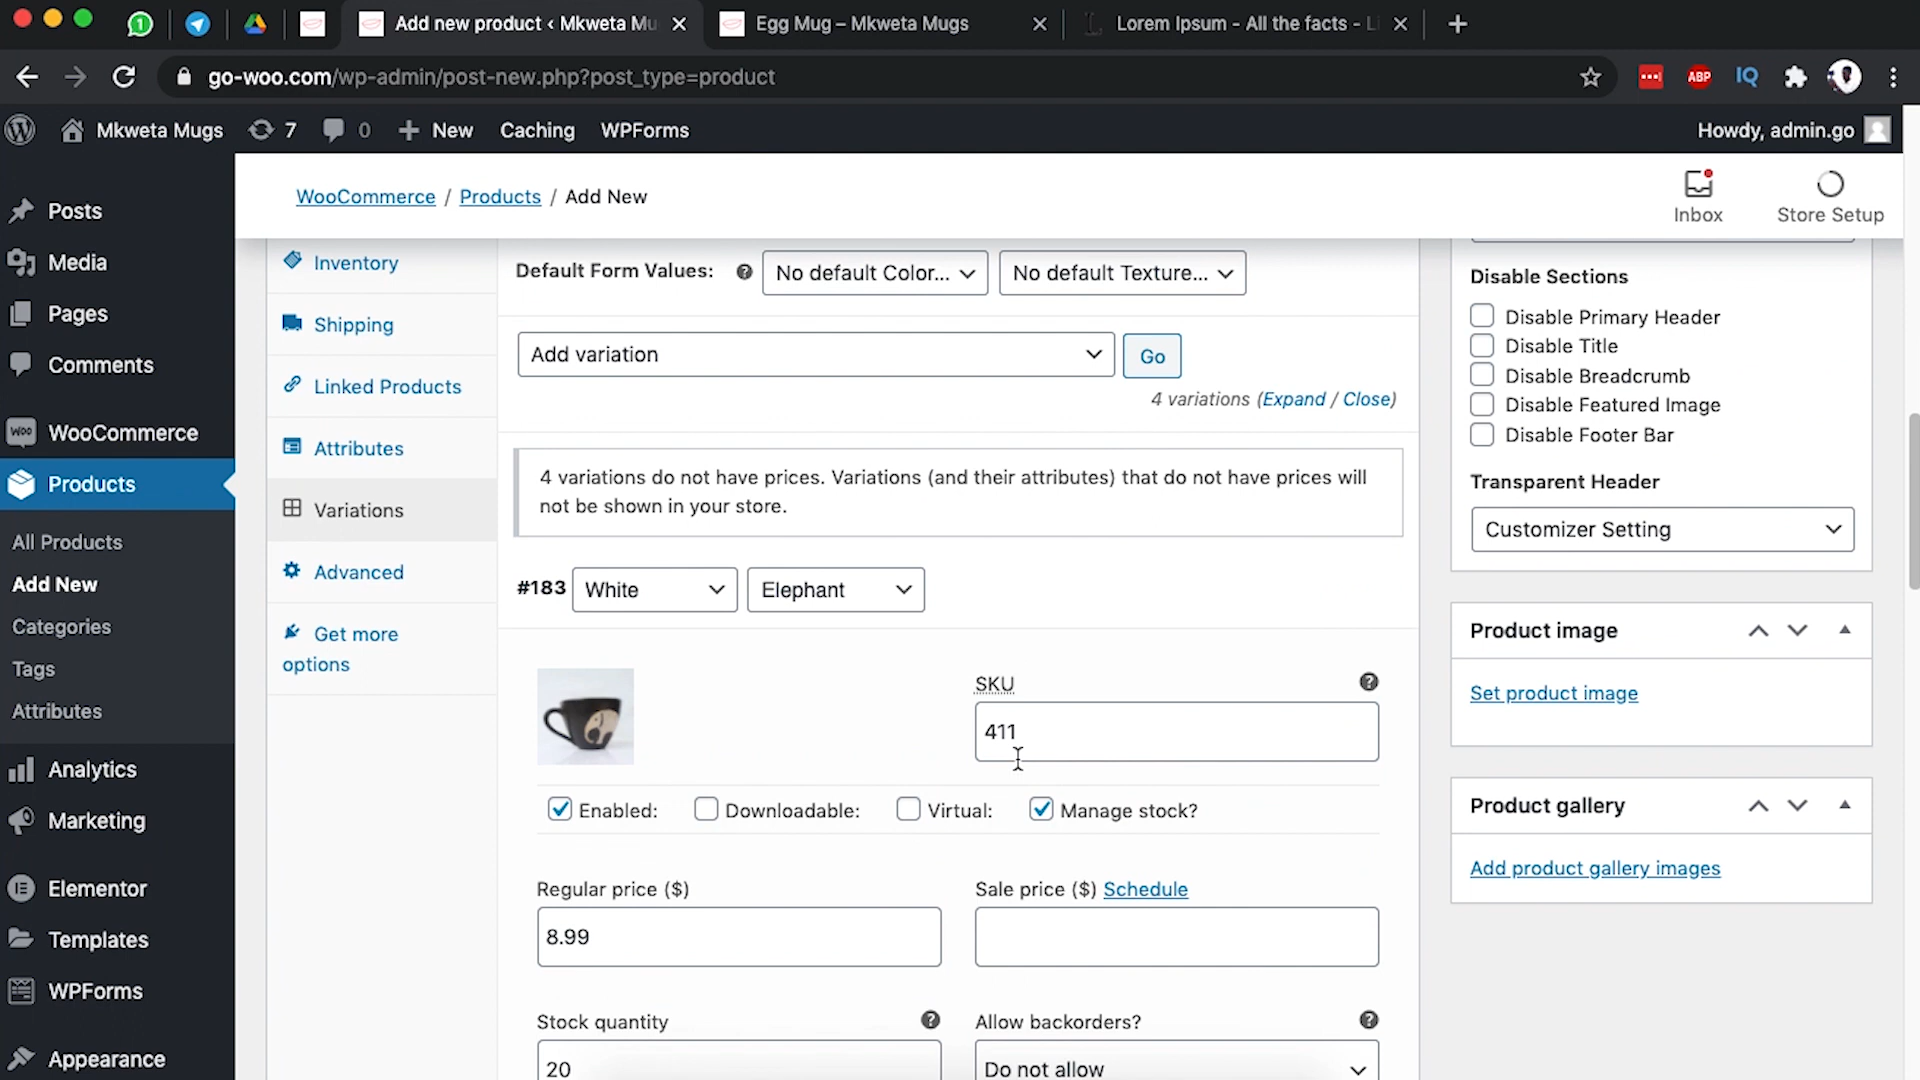 Add new product ‹ Mkweta Mu
Egg Mug – Mkweta Mugs
Lorem Ipsum - All the facts - Li
go-woo.com/wp-admin/post-new.php?post_type=product
ABP
IQ
Mkweta Mugs
7
0
New
Caching
WPForms
Howdy, admin.go
Posts
Media
Pages
Comments
WOO
WooCommerce
Products
All Products
Add New
Categories
Tags
Attributes
Analytics
Marketing
Elementor
Templates
WPForms
Appearance
WooCommerce / Products / Add New
Inbox
Store Setup
Inventory
Shipping
Linked Products
Attributes
Variations
Advanced
Get more
options
Default Form Values:
No default Color...
No default Texture...
Add variation
Go
4 variations (Expand / Close)
4 variations do not have prices. Variations (and their attributes) that do not have prices will
not be shown in your store.
#183
White
Elephant
SKU
411
Enabled:
Downloadable:
Virtual:
Manage stock?
Regular price ($)
8.99
Sale price ($) Schedule
Stock quantity
20
Allow backorders?
Do not allow
Disable Sections
Disable Primary Header
Disable Title
Disable Breadcrumb
Disable Featured Image
Disable Footer Bar
Transparent Header
Customizer Setting
Product image
Set product image
Product gallery
Add product gallery images